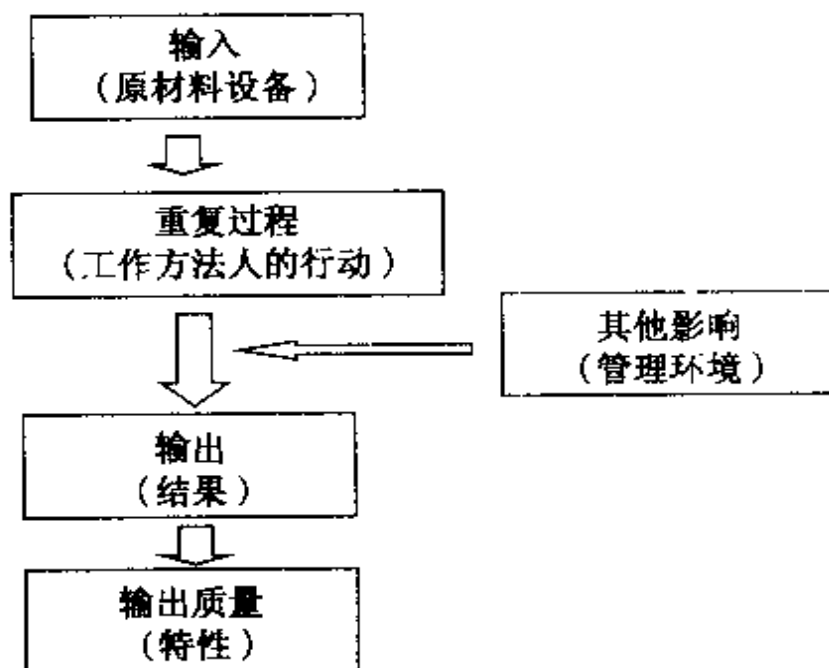 输入
（原材料设备）
重复过程
（工作方法人的行动）
其他影响
（管理环境）
输出
（结果）
输出质量
（特性）